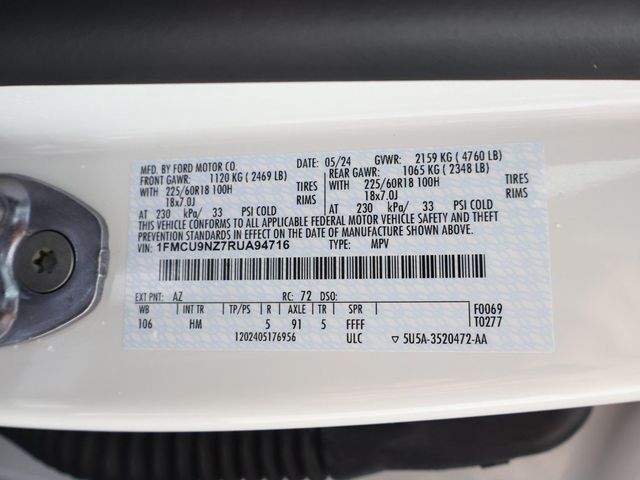 MFD. BY FORD MOTOR CO. 05/24 GVWR: 2159 KG ( 4760 LB)
FRONT GAWR: 1120 KG ( 2469 LB) REAR GAWR: 1065 KG ( 2348 LB)
WITH 225/60R18 100H TIRES WITH 225/60R18 100H TIRES
18x7.0J RIMS 18x7.0J RIMS
AT 230 kPa/ 33 PSI COLD AT 230 kPa/ 33 PSI COLD
THIS VEHICLE CONFORMS TO ALL APPLICABLE FEDERAL MOTOR VEHICLE SAFETY AND THEFT
PREVENTION STANDARDS IN EFFECT ON THE DATE OF MANUFACTURE SHOWN ABOVE.
VIN: 1FMCU9NZ7RUA94716 TYPE: MPV
EXT PNT: AZ RC: 72 DSO:
WB INT TR TP/PS R AXLE TR SPR F0069
106 HM 5 91 5 FFFF T0277
1202405176956 ULC ▽ 5U5A-3520472-AA